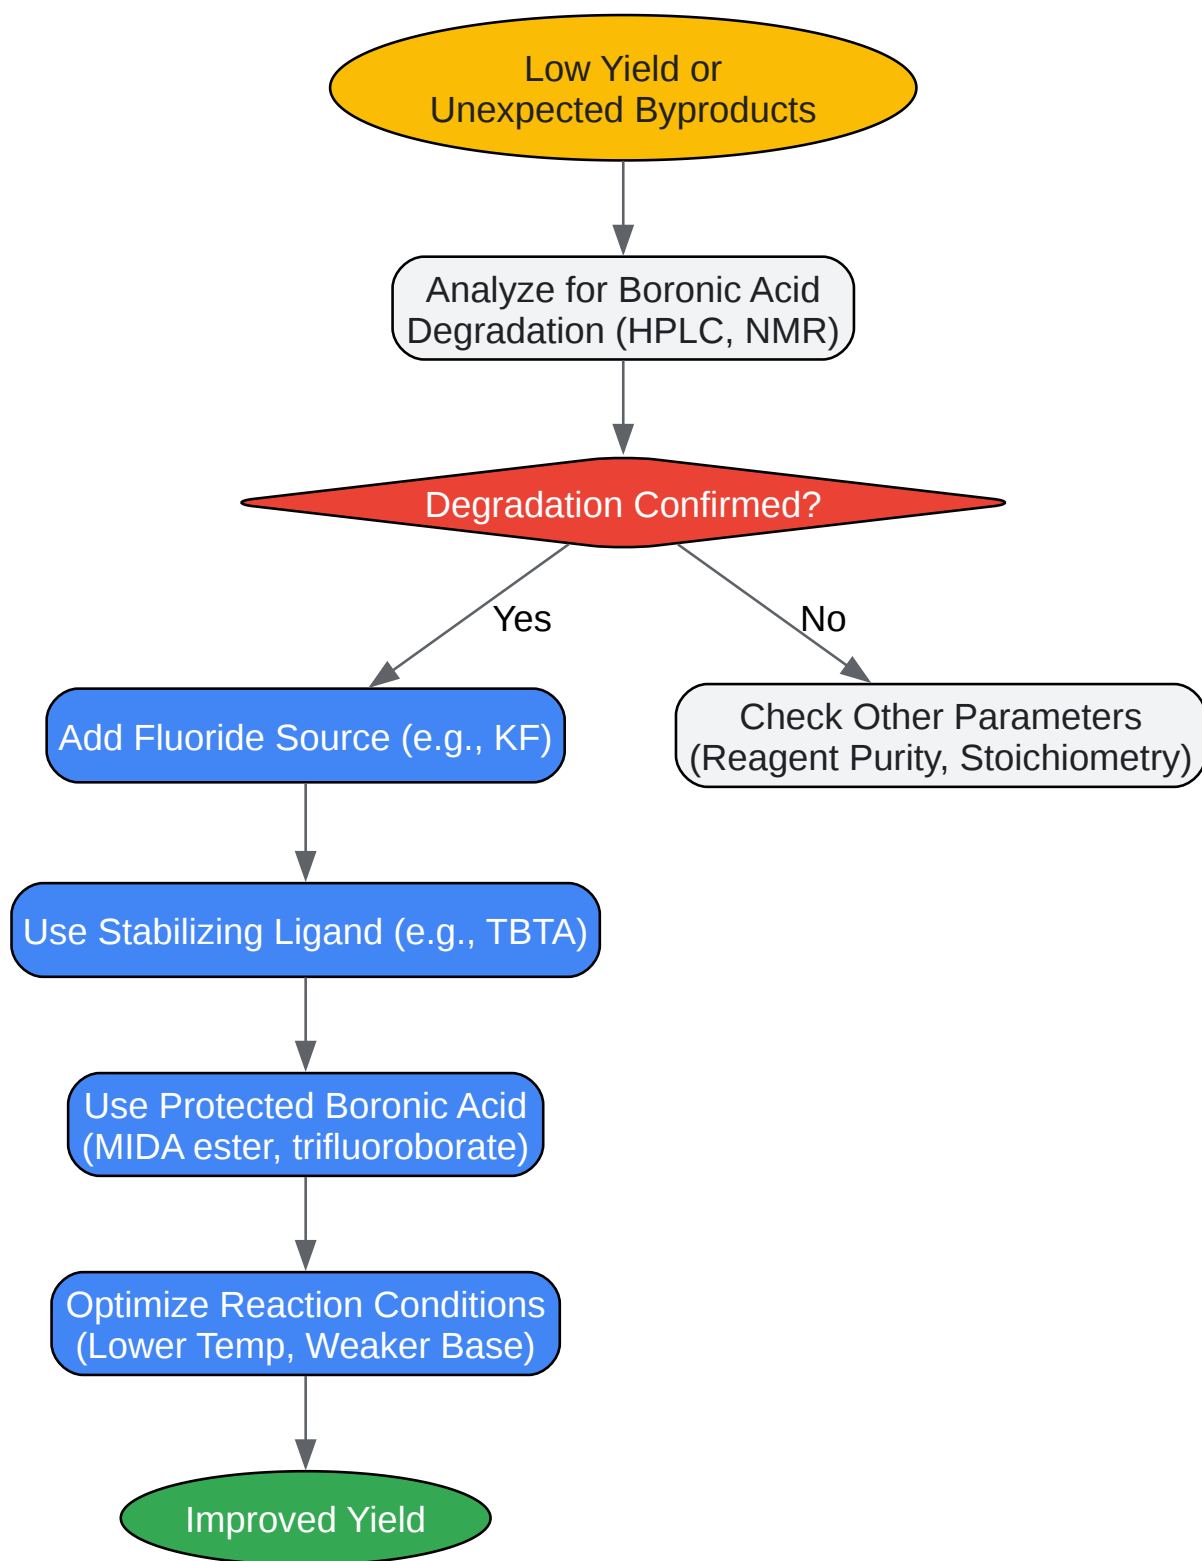 Low Yield or
Unexpected Byproducts
Analyze for Boronic Acid
Degradation (HPLC, NMR)
Degradation Confirmed?
Yes
No
Add Fluoride Source (e.g., KF)
Check Other Parameters
(Reagent Purity, Stoichiometry)
Use Stabilizing Ligand (e.g., TBTA)
Use Protected Boronic Acid
(MIDA ester, trifluoroborate)
Optimize Reaction Conditions
(Lower Temp, Weaker Base)
Improved Yield